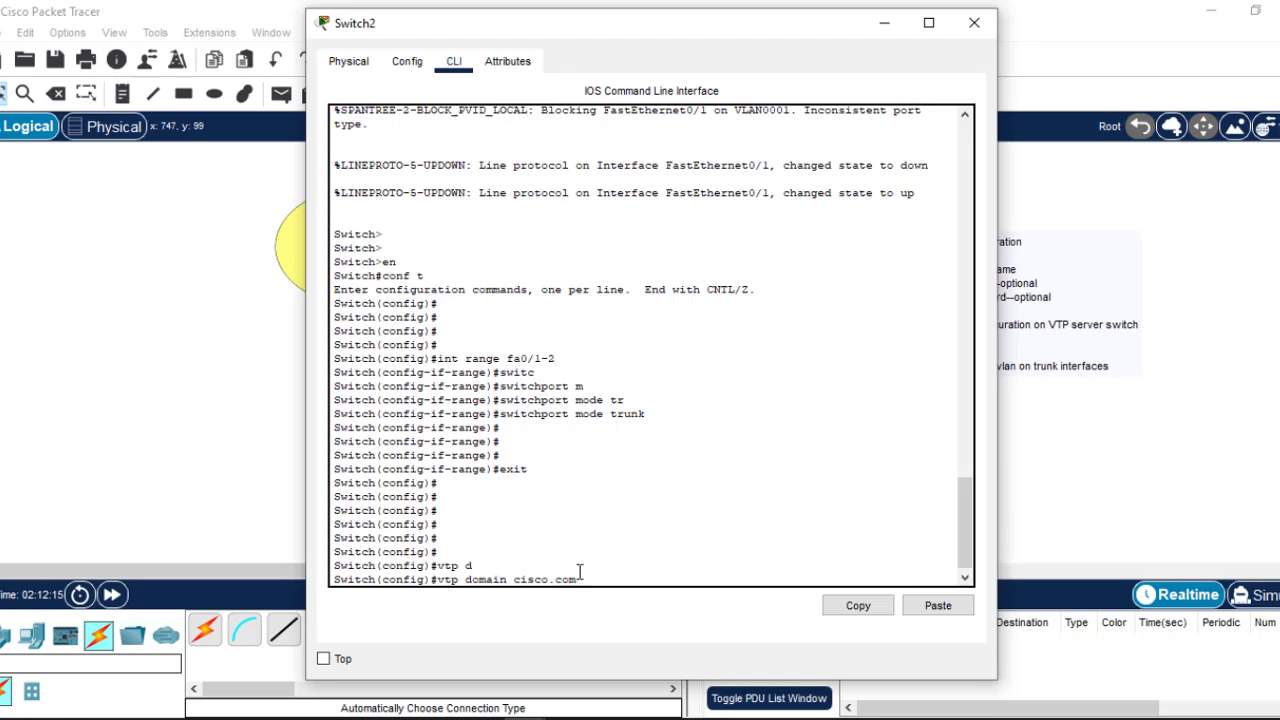 Cisco Packet Tracer
Switch2
Edit Options View Tools Extensions Window
Physical Config CLI Attributes
IOS Command Line Interface
Logical Physical x: 747, y: 99
Root
%SPANTREE-2-BLOCK_PVID_LOCAL: Blocking FastEthernet0/1 on VLAN0001. Inconsistent port
type.
%LINEPROTO-5-UPDOWN: Line protocol on Interface FastEthernet0/1, changed state to down
%LINEPROTO-5-UPDOWN: Line protocol on Interface FastEthernet0/1, changed state to up
Switch>
Switch>
Switch>en
Switch#conf t
Enter configuration commands, one per line. End with CNTL/Z.
Switch(config)#
Switch(config)#
Switch(config)#
Switch(config)#
Switch(config)#int range fa0/1-2
Switch(config-if-range)#switc
Switch(config-if-range)#switchport m
Switch(config-if-range)#switchport mode tr
Switch(config-if-range)#switchport mode trunk
Switch(config-if-range)#
Switch(config-if-range)#
Switch(config-if-range)#
Switch(config-if-range)#exit
Switch(config)#
Switch(config)#
Switch(config)#
Switch(config)#
Switch(config)#
Switch(config)#
Switch(config)#vtp d
Switch(config)#vtp domain cisco.com
ration
ame
-optional
rd--optional
uration on VTP server switch
vlan on trunk interfaces
Copy Paste
Top
Time: 02:12:15
Realtime Simu
Destination Type Color Time(sec) Periodic Num
Automatically Choose Connection Type
Toggle PDU List Window